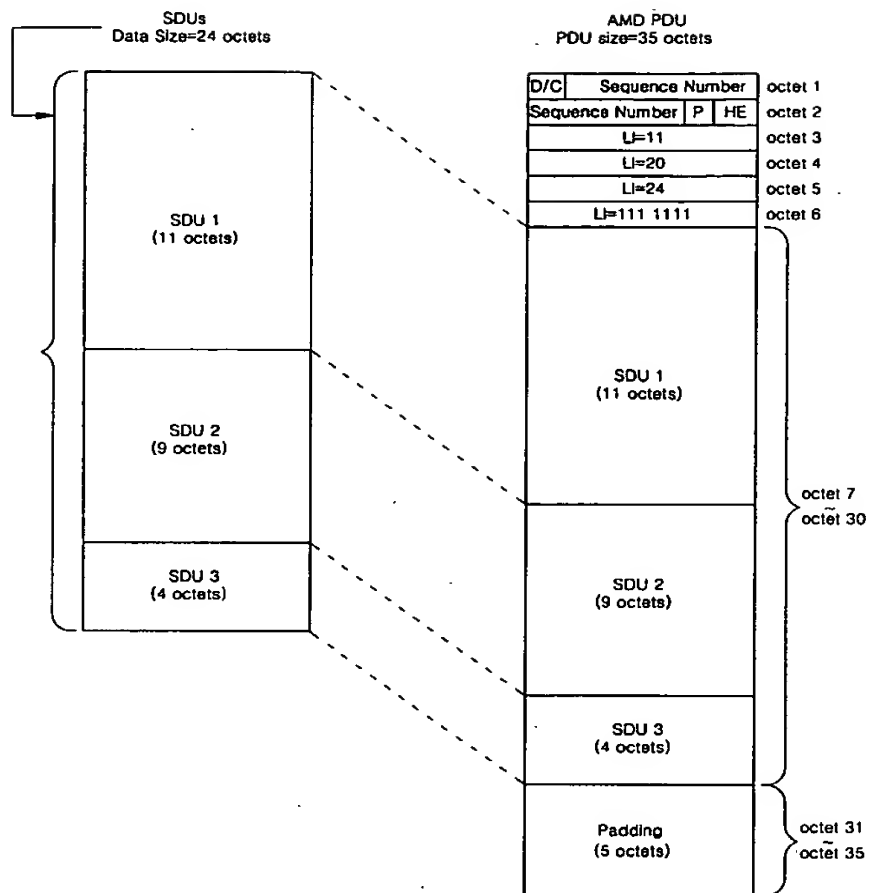 SDUs
Data Size=24 octets
SDU 1
(11 octets)
SDU 2
(9 octets)
SDU 3
(4 octets)
AMD PDU
PDU size=35 octets
D/C Sequence Number octet 1
Sequence Number P HE octet 2
LI=11 octet 3
LI=20 octet 4
LI=24 octet 5
LI=111 1111 octet 6
SDU 1
(11 octets)
SDU 2
(9 octets)
SDU 3
(4 octets)
octet 7
~
octet 30
Padding
(5 octets)
octet 31
~
octet 35